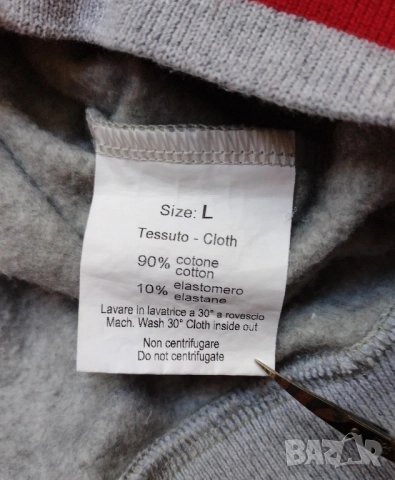 Size: L
Tessuto - Cloth
90% cotone
cotton
10% elastomero
elastane
Lavare in lavatrice a 30° a rovescio
Mach. Wash 30° Cloth inside out
Non centrifugare
Do not centrifugate
BAZAR